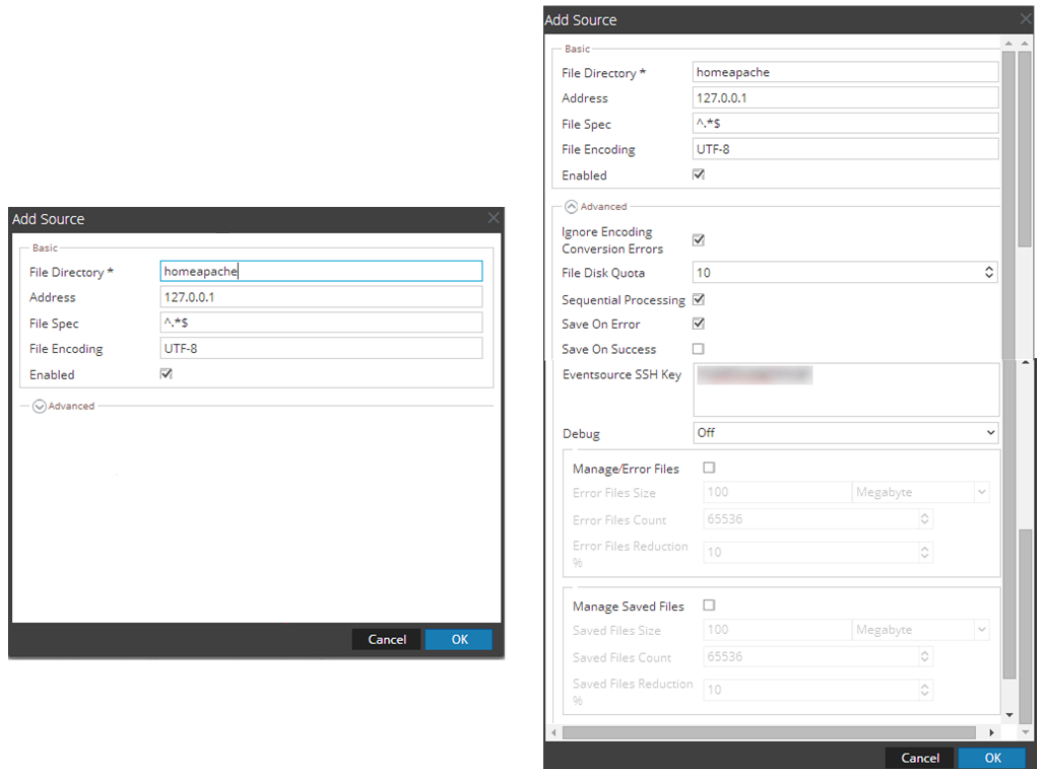 Add Source
Basic
File Directory * homeapache
Address 127.0.0.1
File Spec ^.*$
File Encoding UTF-8
Enabled
Advanced
Cancel OK
Add Source
Basic
File Directory * homeapache
Address 127.0.0.1
File Spec ^.*$
File Encoding UTF-8
Enabled
Advanced
Ignore Encoding
Conversion Errors
File Disk Quota 10
Sequential Processing
Save On Error
Save On Success
Eventsource SSH Key
Debug Off
Manage/Error Files
Error Files Size 100 Megabyte
Error Files Count 65536
Error Files Reduction
% 10
Manage Saved Files
Saved Files Size 100 Megabyte
Saved Files Count 65536
Saved Files Reduction
% 10
Cancel OK